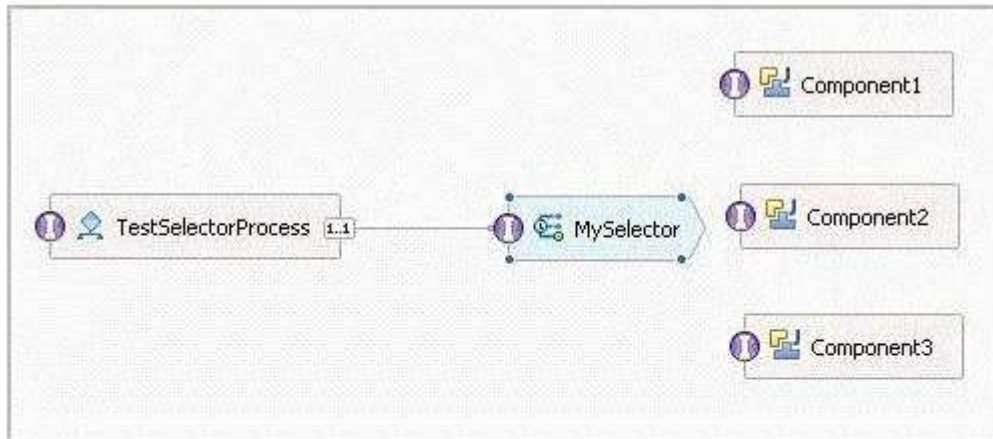 Component1
TestSelectorProcess 1..1
MySelector
Component2
Component3